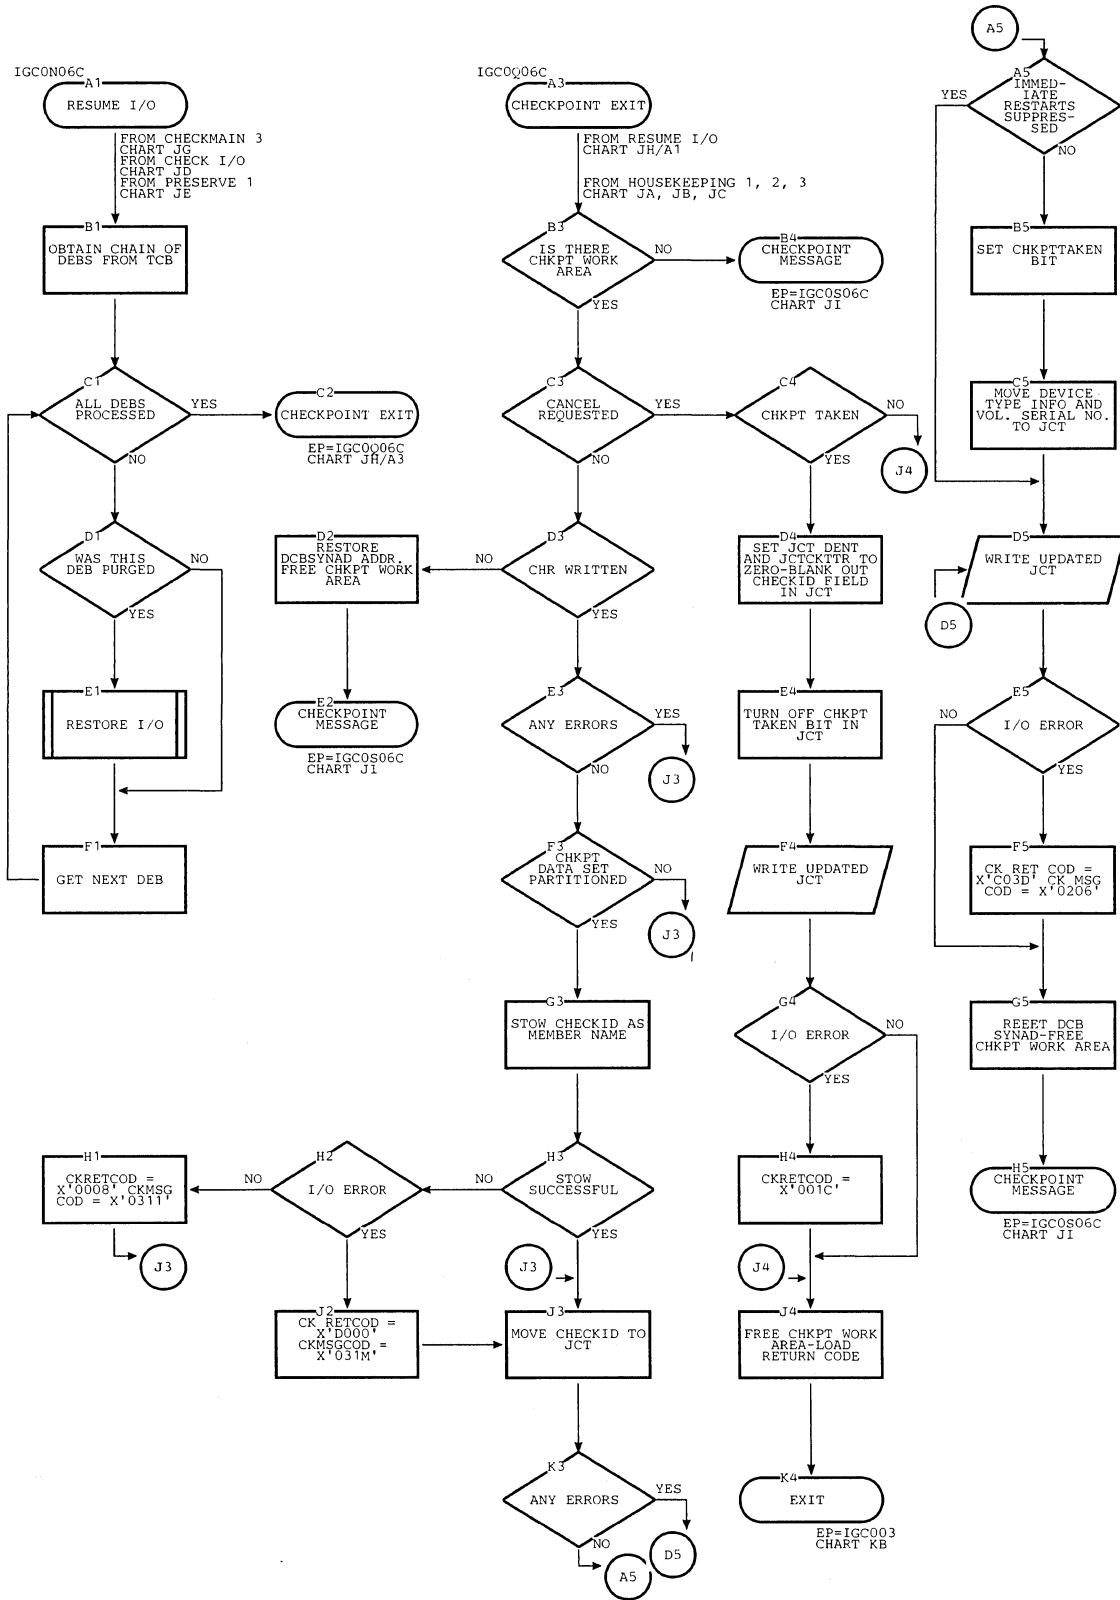 IGC0N06C
A1
RESUME I/O
FROM CHECKMAIN 3
CHART JG
FROM CHECK I/O
CHART JD
FROM PRESERVE 1
CHART JE
B1
OBTAIN CHAIN OF
DEBS FROM TCB
C1
ALL DEBS
PROCESSED
YES
NO
C2
CHECKPOINT EXIT
EP=IGC0Q06C
CHART JH/A3
D1
WAS THIS
DEB PURGED
NO
YES
E1
RESTORE I/O
F1
GET NEXT DEB
IGC0Q06C
A3
CHECKPOINT EXIT
FROM RESUME I/O
CHART JH/A1
FROM HOUSEKEEPING 1, 2, 3
CHART JA, JB, JC
B3
IS THERE
CHKPT WORK
AREA
NO
YES
B4
CHECKPOINT
MESSAGE
EP=IGC0S06C
CHART JI
C3
CANCEL
REQUESTED
YES
NO
C4
CHKPT TAKEN
NO
J4
YES
D2
RESTORE
DCBSYNAD ADDR.
FREE CHKPT WORK
AREA
NO
D3
CHR WRITTEN
YES
E2
CHECKPOINT
MESSAGE
EP=IGC0S06C
CHART JI
E3
ANY ERRORS
YES
J3
NO
F3
CHKPT
DATA SET
PARTITIONED
NO
J3
YES
G3
STOW CHECKID AS
MEMBER NAME
H3
STOW
SUCCESSFUL
NO
YES
H2
I/O ERROR
NO
YES
H1
CKRETCOD =
X'0008' CKMSG
COD = X'0311'
J3
J2
CK RETCOD =
X'D000'
CKMSGCOD =
X'031M'
J3
J3
MOVE CHECKID TO
JCT
K3
ANY ERRORS
YES
D5
NO
A5
D4
SET JCT DENT
AND JCTCKTTR TO
ZERO-BLANK OUT
CHECKID FIELD
IN JCT
E4
TURN OFF CHKPT
TAKEN BIT IN
JCT
F4
WRITE UPDATED
JCT
G4
I/O ERROR
NO
YES
H4
CKRETCOD =
X'001C'
J4
J4
FREE CHKPT WORK
AREA-LOAD
RETURN CODE
K4
EXIT
EP=IGC003
CHART KB
A5
A5
IMMED-
IATE
RESTARTS
SUPPRES-
SED
YES
NO
B5
SET CHKPTTAKEN
BIT
C5
MOVE DEVICE
TYPE INFO AND
VOL. SERIAL NO.
TO JCT
D5
WRITE UPDATED
JCT
D5
E5
I/O ERROR
NO
YES
F5
CK RET COD =
X'C03D' CK MSG
COD = X'0206'
G5
REEET DCB
SYNAD-FREE
CHKPT WORK AREA
H5
CHECKPOINT
MESSAGE
EP=IGC0S06C
CHART JI